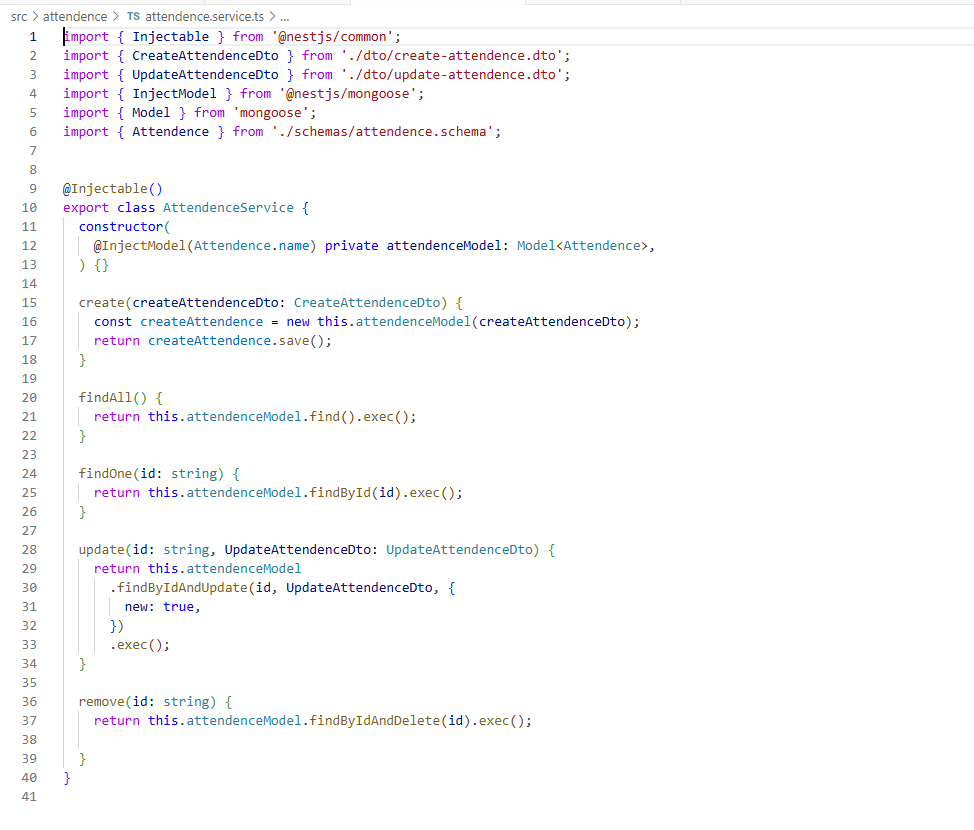 src > attendence > TS attendence.service.ts > ...
1 import { Injectable } from '@nestjs/common';
2 import { CreateAttendenceDto } from './dto/create-attendence.dto';
3 import { UpdateAttendenceDto } from './dto/update-attendence.dto';
4 import { InjectModel } from '@nestjs/mongoose';
5 import { Model } from 'mongoose';
6 import { Attendence } from './schemas/attendence.schema';
7
8
9 @Injectable()
10 export class AttendenceService {
11   constructor(
12     @InjectModel(Attendence.name) private attendenceModel: Model<Attendence>,
13   ) {}
14
15   create(createAttendenceDto: CreateAttendenceDto) {
16     const createAttendence = new this.attendenceModel(createAttendenceDto);
17     return createAttendence.save();
18   }
19
20   findAll() {
21     return this.attendenceModel.find().exec();
22   }
23
24   findOne(id: string) {
25     return this.attendenceModel.findById(id).exec();
26   }
27
28   update(id: string, UpdateAttendenceDto: UpdateAttendenceDto) {
29     return this.attendenceModel
30       .findByIdAndUpdate(id, UpdateAttendenceDto, {
31         new: true,
32       })
33       .exec();
34   }
35
36   remove(id: string) {
37     return this.attendenceModel.findByIdAndDelete(id).exec();
38
39   }
40 }
41